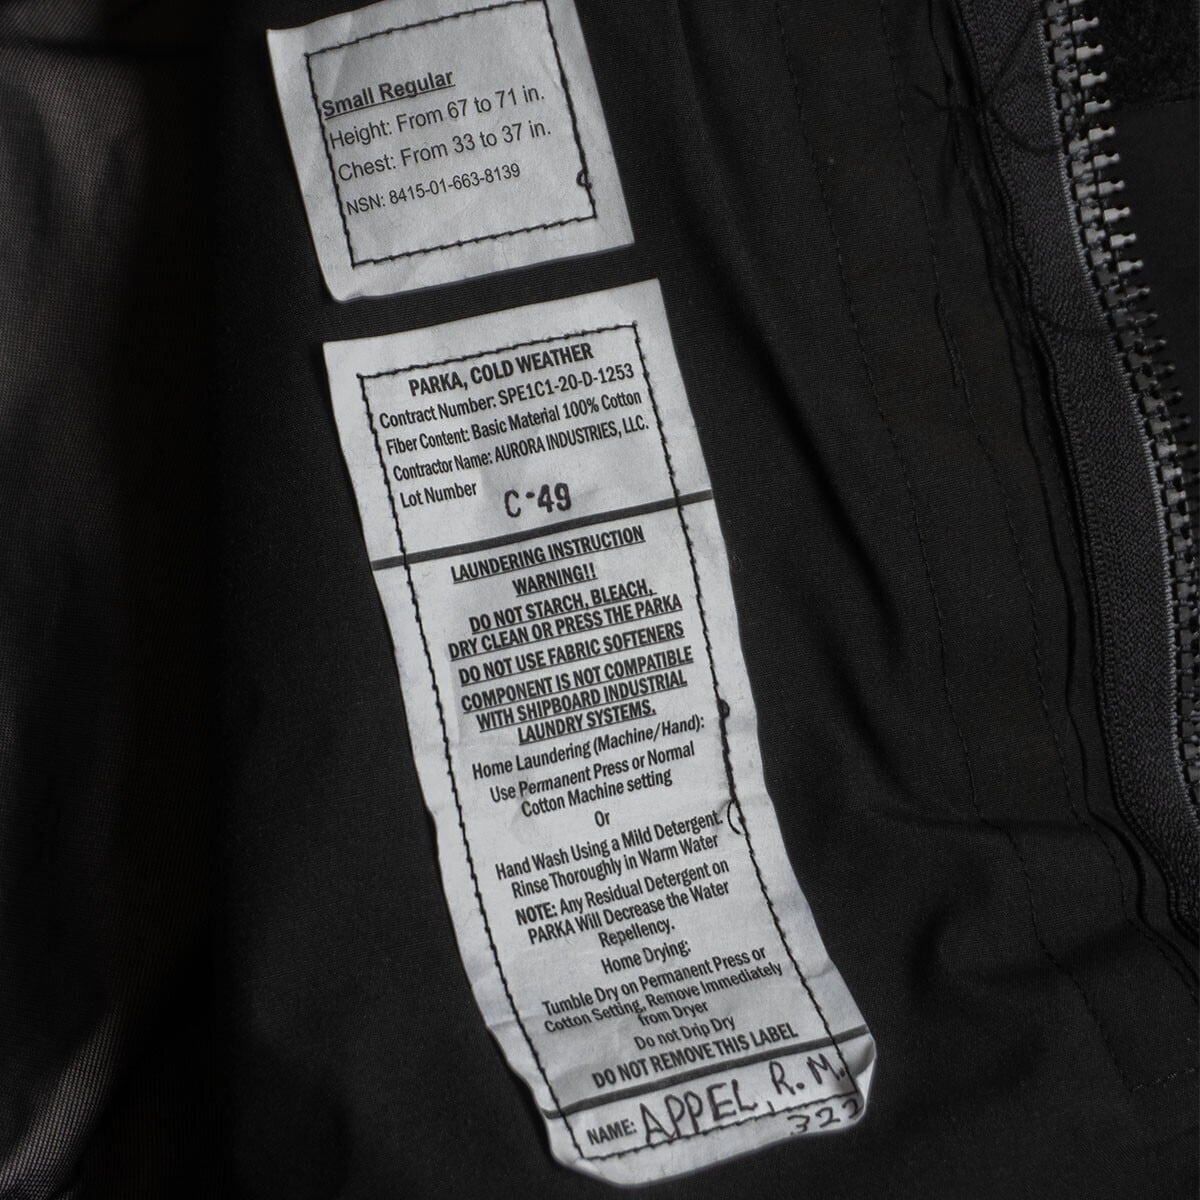 Small Regular
Height: From 67 to 71 in.
Chest: From 33 to 37 in.
NSN: 8415-01-663-8139
PARKA, COLD WEATHER
Contract Number: SPE1C1-20-D-1253
Fiber Content: Basic Material 100% Cotton
Contractor Name: AURORA INDUSTRIES, LLC.
Lot Number C-49
LAUNDERING INSTRUCTION
WARNING!!
DO NOT STARCH, BLEACH,
DRY CLEAN OR PRESS THE PARKA
DO NOT USE FABRIC SOFTENERS
COMPONENT IS NOT COMPATIBLE
WITH SHIPBOARD INDUSTRIAL
LAUNDRY SYSTEMS.
Home Laundering (Machine/Hand):
Use Permanent Press or Normal
Cotton Machine setting
Or
Hand Wash Using a Mild Detergent.
Rinse Thoroughly in Warm Water
NOTE: Any Residual Detergent on
PARKA Will Decrease the Water
Repellency.
Home Drying:
Tumble Dry on Permanent Press or
Cotton Setting, Remove Immediately
from Dryer
Do not Drip Dry
DO NOT REMOVE THIS LABEL
NAME: APPEL, R. M.